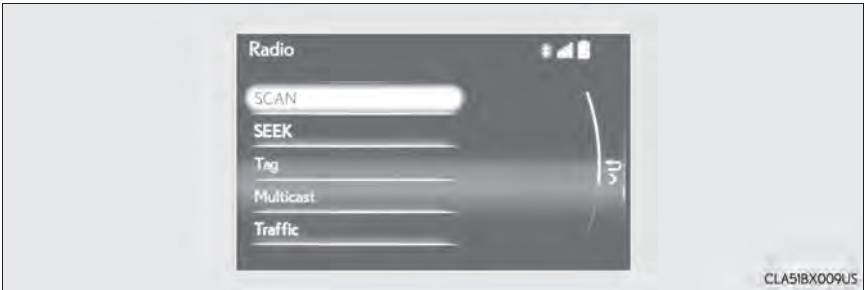 Radio
SCAN
SEEK
Tag
Multicast
Traffic
CLA51BX009US